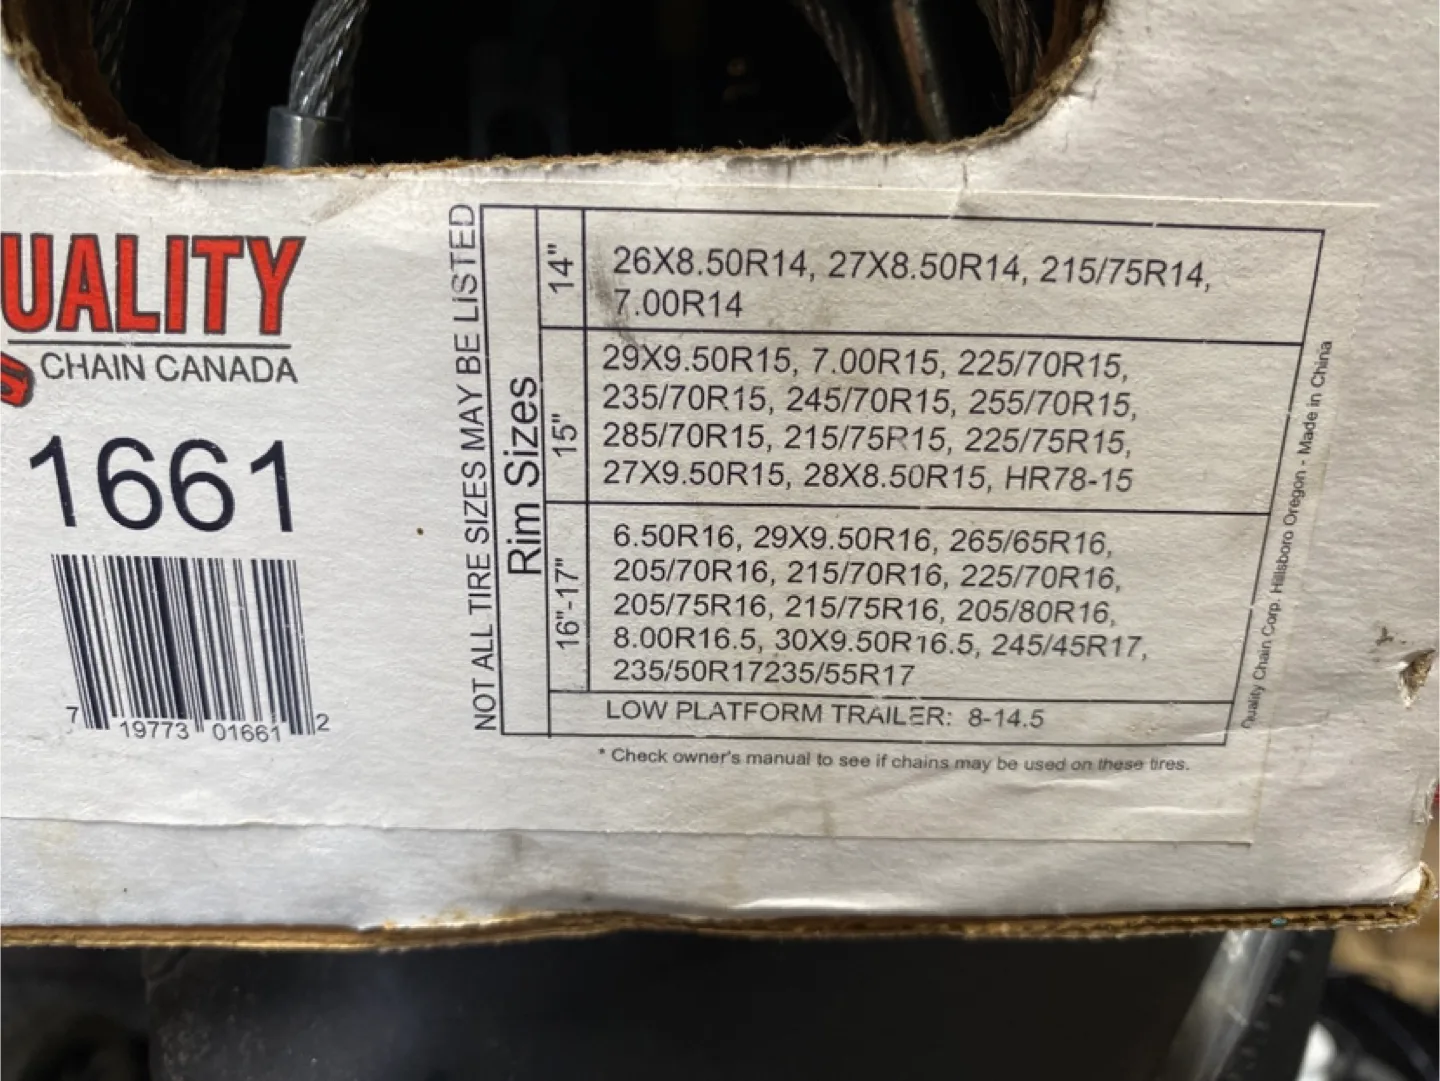 UALITY
CHAIN CANADA
1661
7 19773 01661 2
NOT ALL TIRE SIZES MAY BE LISTED
Rim Sizes
14"
26X8.50R14, 27X8.50R14, 215/75R14,
7.00R14
15"
29X9.50R15, 7.00R15, 225/70R15,
235/70R15, 245/70R15, 255/70R15,
285/70R15, 215/75R15, 225/75R15,
27X9.50R15, 28X8.50R15, HR78-15
16"-17"
6.50R16, 29X9.50R16, 265/65R16,
205/70R16, 215/70R16, 225/70R16,
205/75R16, 215/75R16, 205/80R16,
8.00R16.5, 30X9.50R16.5, 245/45R17,
235/50R17235/55R17
LOW PLATFORM TRAILER: 8-14.5
* Check owner's manual to see if chains may be used on these tires.
Quality Chain Corp. Hillsboro Oregon - Made in China